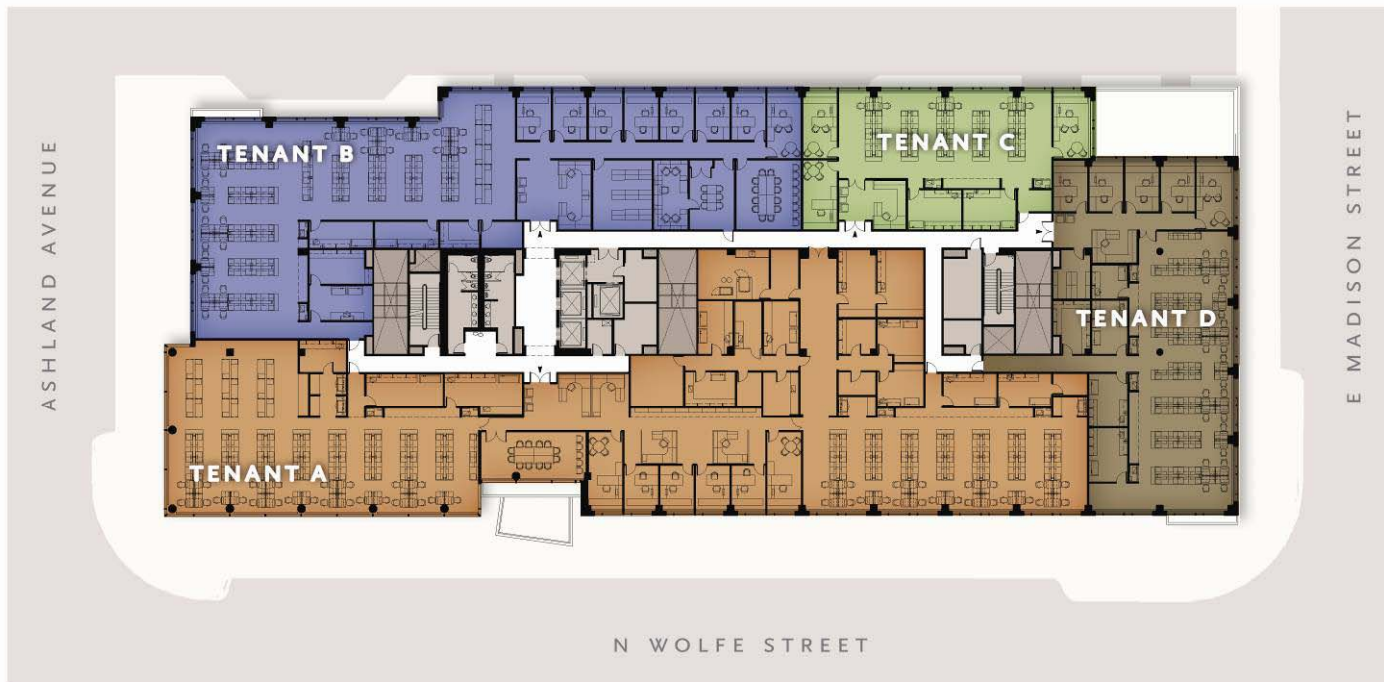 ASHLAND AVENUE
TENANT B
TENANT C
E MADISON STREET
TENANT D
TENANT A
N WOLFE STREET